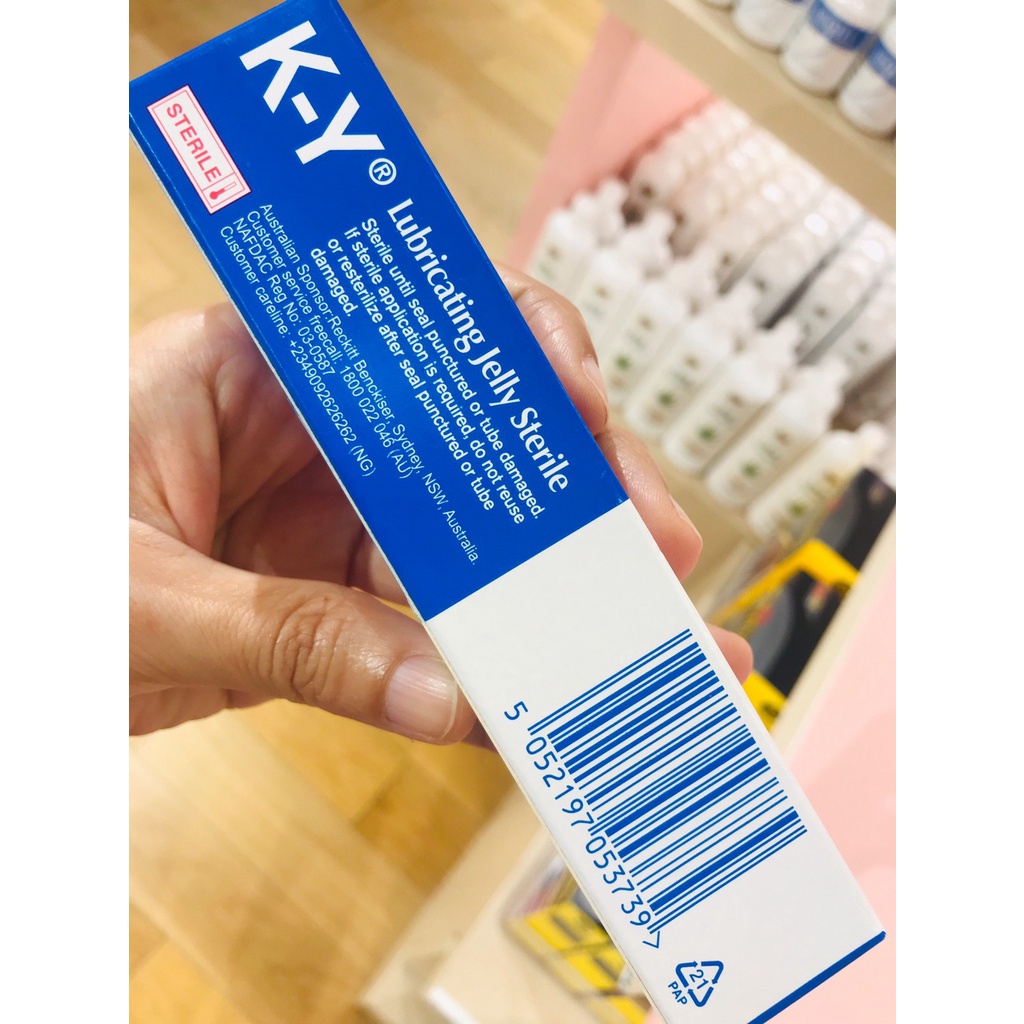 K-Y®
Lubricating Jelly Sterile
Sterile until seal punctured or tube damaged.
If sterile application is required, do not reuse
or resterilize after seal punctured or tube
damaged.
STERILE
Australian Sponsor:Reckitt Benckiser, Sydney, NSW, Australia.
Customer service freecall: 1800 022 046 (AU)
NAFDAC Reg No: 03-0587
Customer careline: +2349092626262 (NG)
5 052197 053739 >
21
PAP